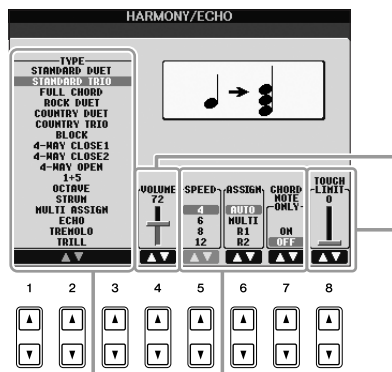 HARMONY/ECHO
TYPE
STANDARD DUET
STANDARD TRIO
FULL CHORD
ROCK DUET
COUNTRY DUET
COUNTRY TRIO
BLOCK
4-WAY CLOSE1
4-WAY CLOSE2
4-WAY OPEN
1+5
OCTAVE
STRUM
MULTI ASSIGN
ECHO
TREMOLO
TRILL
VOLUME
72
SPEED
4
6
8
12
ASSIGN
AUTO
MULTI
R1
R2
CHORD
NOTE
ONLY
ON
OFF
TOUCH
LIMIT
0
1 2 3 4 5 6 7 8